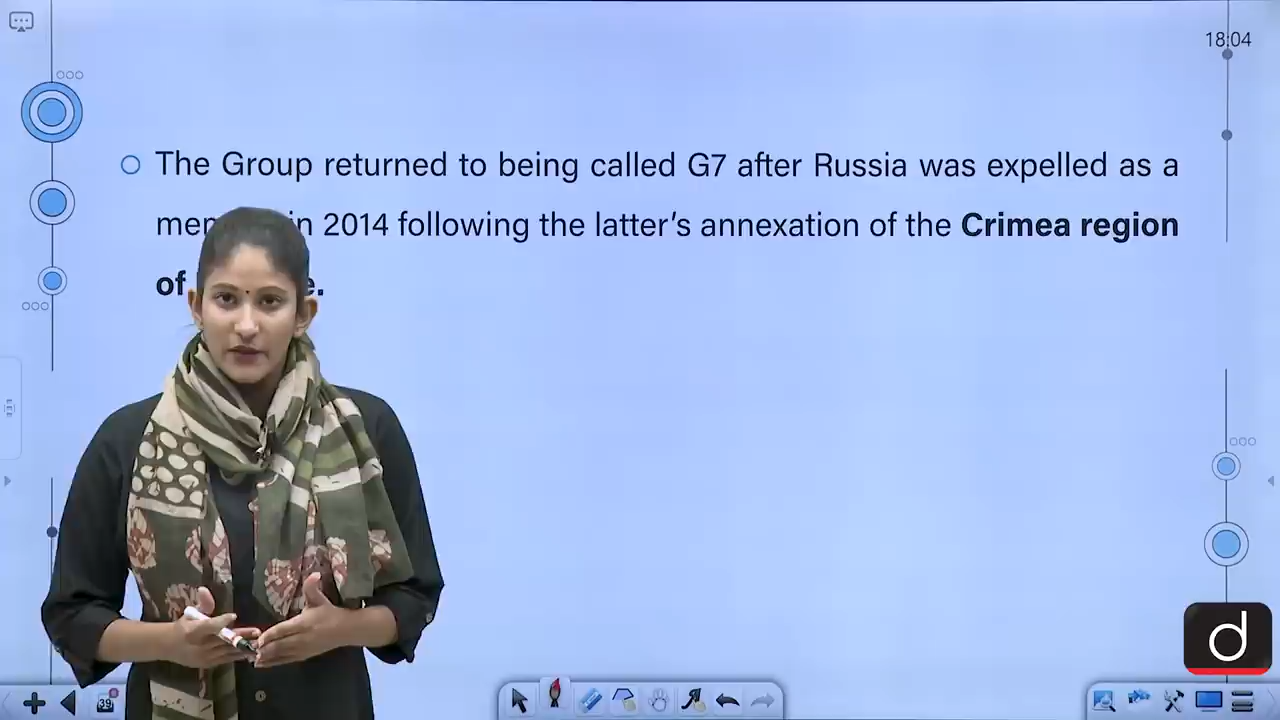 18:04
The Group returned to being called G7 after Russia was expelled as a
in 2014 following the latter's annexation of the Crimea region
of
39
d